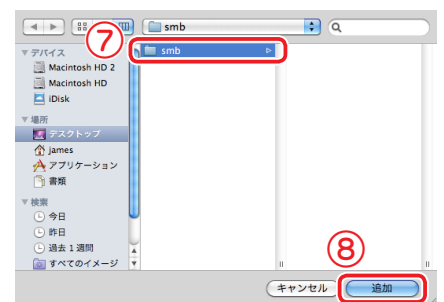 smb
⑦
smb
▼ デバイス
Macintosh HD 2
Macintosh HD
iDisk
▼ 場所
デスクトップ
james
アプリケーション
書類
▼ 検索
今日
昨日
過去 1 週間
すべてのイメージ
⑧
キャンセル
追加